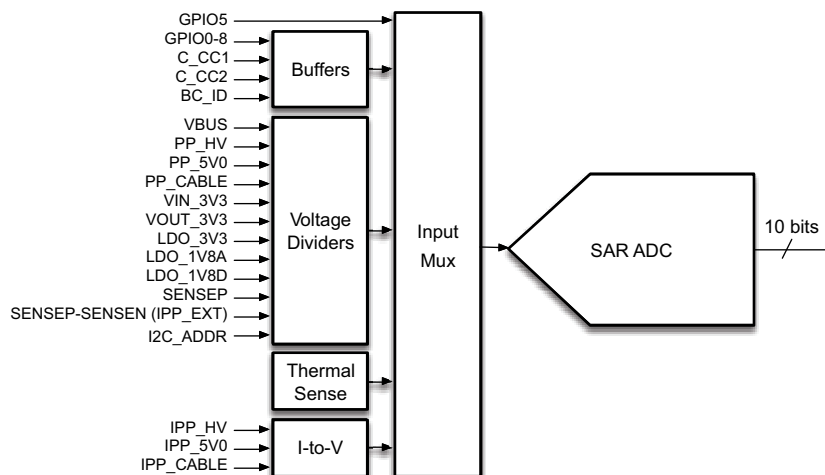 GPIO5
GPIO0-8
C_CC1
C_CC2
BC_ID
Buffers
VBUS
PP_HV
PP_5V0
PP_CABLE
VIN_3V3
VOUT_3V3
LDO_3V3
LDO_1V8A
LDO_1V8D
SENSEP
SENSEP-SENSEN (IPP_EXT)
I2C_ADDR
Voltage
Dividers
Thermal
Sense
IPP_HV
IPP_5V0
IPP_CABLE
I-to-V
Input
Mux
SAR ADC
10 bits